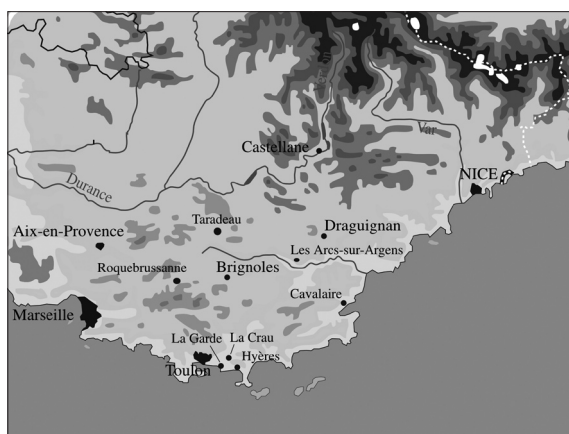 Castellane
Var
NICE
Durance
Taradeau
Draguignan
Aix-en-Provence
Les Arcs-sur-Argens
Roquebrussanne
Brignoles
Cavalaire
Marseille
La Garde
La Crau
Toulon
Hyères